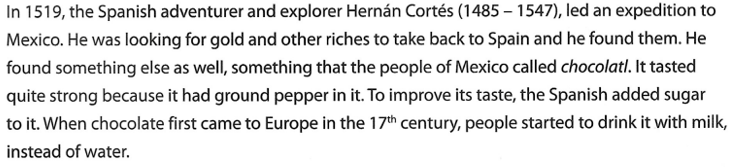 In 1519, the Spanish adventurer and explorer Hernán Cortés (1485 – 1547), led an expedition to
Mexico. He was looking for gold and other riches to take back to Spain and he found them. He
found something else as well, something that the people of Mexico called chocolatl. It tasted
quite strong because it had ground pepper in it. To improve its taste, the Spanish added sugar
to it. When chocolate first came to Europe in the 17th century, people started to drink it with milk,
instead of water.